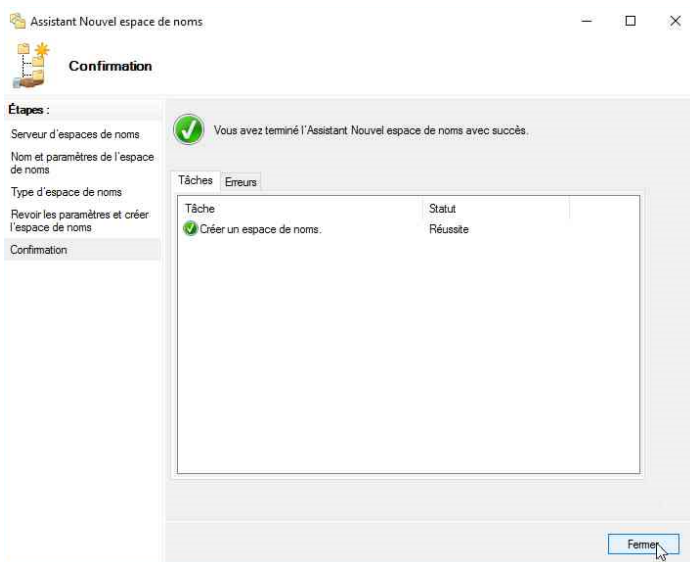 Assistant Nouvel espace de noms
Confirmation
Étapes :
Serveur d'espaces de noms
Nom et paramètres de l'espace
de noms
Type d'espace de noms
Revoir les paramètres et créer
l'espace de noms
Confirmation
Vous avez terminé l'Assistant Nouvel espace de noms avec succès.
Tâches Erreurs
Tâche Statut
Créer un espace de noms. Réussite
Fermer